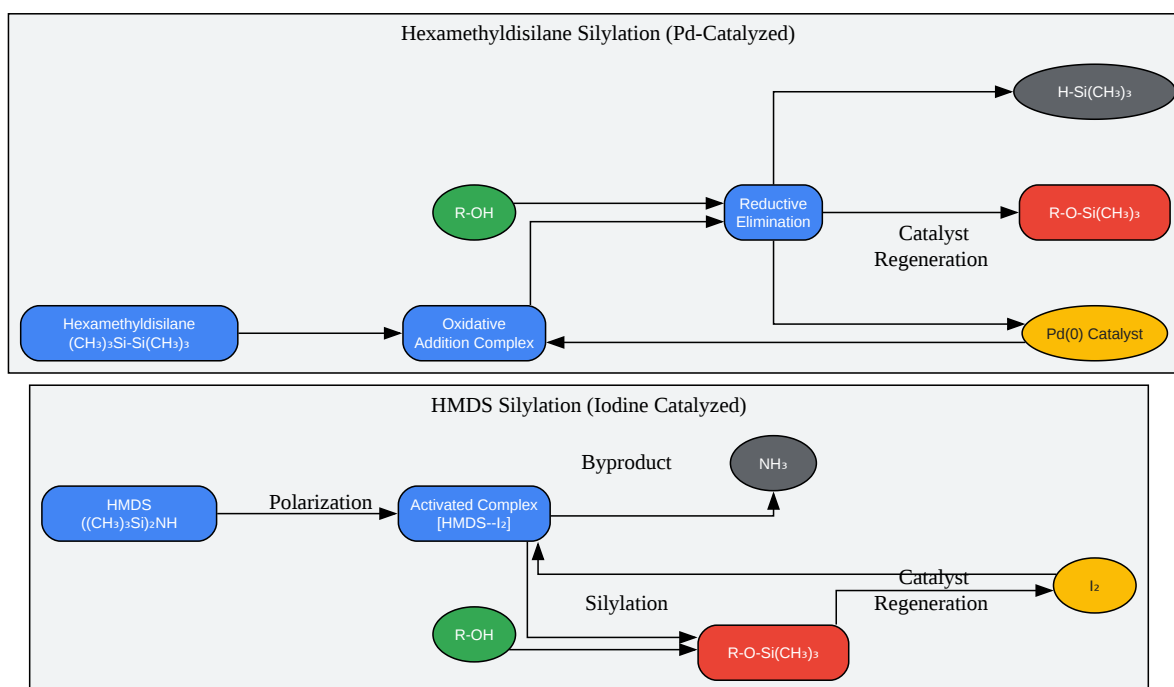 Hexamethyldisilane Silylation (Pd-Catalyzed)
H-Si(CH₃)₃
R-OH
Reductive
Elimination
R-O-Si(CH₃)₃
Catalyst
Regeneration
Hexamethyldisilane
(CH₃)₃Si-Si(CH₃)₃
Oxidative
Addition Complex
Pd(0) Catalyst
HMDS Silylation (Iodine Catalyzed)
Byproduct
NH₃
HMDS
((CH₃)₃Si)₂NH
Polarization
Activated Complex
[HMDS--I₂]
Catalyst
Regeneration
I₂
Silylation
R-OH
R-O-Si(CH₃)₃